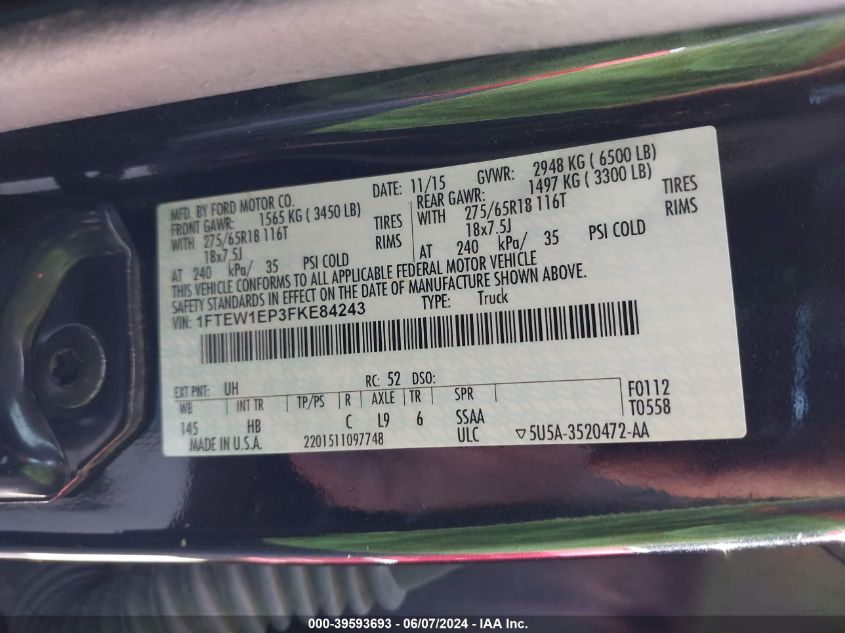 MFD. BY FORD MOTOR CO.
DATE: 11/15 GVWR: 2948 KG ( 6500 LB)
FRONT GAWR: 1565 KG ( 3450 LB) REAR GAWR: 1497 KG ( 3300 LB)
WITH 275/65R18 116T TIRES WITH 275/65R18 116T TIRES
18x7.5J RIMS 18x7.5J RIMS
AT 240 kPa/ 35 PSI COLD AT 240 kPa/ 35 PSI COLD
THIS VEHICLE CONFORMS TO ALL APPLICABLE FEDERAL MOTOR VEHICLE
SAFETY STANDARDS IN EFFECT ON THE DATE OF MANUFACTURE SHOWN ABOVE.
VIN: 1FTEW1EP3FKE84243 TYPE: Truck
EXT PNT: UH RC: 52 DSO:
WB INT TR TP/PS R AXLE TR SPR F0112
145 HB C L9 6 SSAA T0558
MADE IN U.S.A. 2201511097748 ULC ▽5U5A-3520472-AA
000-39593693 - 06/07/2024 - IAA Inc.